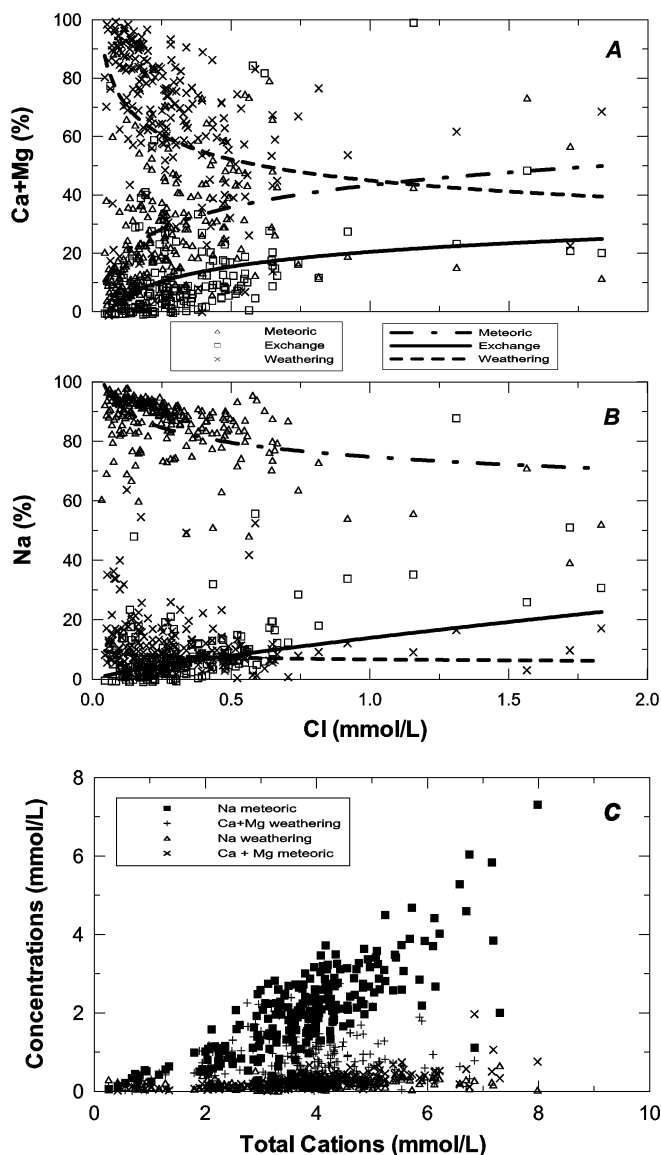 A
100
80
60
40
20
0
Ca+Mg (%)
Meteoric
Exchange
Weathering
Meteoric
Exchange
Weathering
B
100
80
60
40
20
0
Na (%)
0.0 0.5 1.0 1.5 2.0
Cl (mmol/L)
C
8
6
4
2
0
Concentrations (mmol/L)
Na meteoric
Ca+Mg weathering
Na weathering
Ca + Mg meteoric
0 2 4 6 8 10
Total Cations (mmol/L)